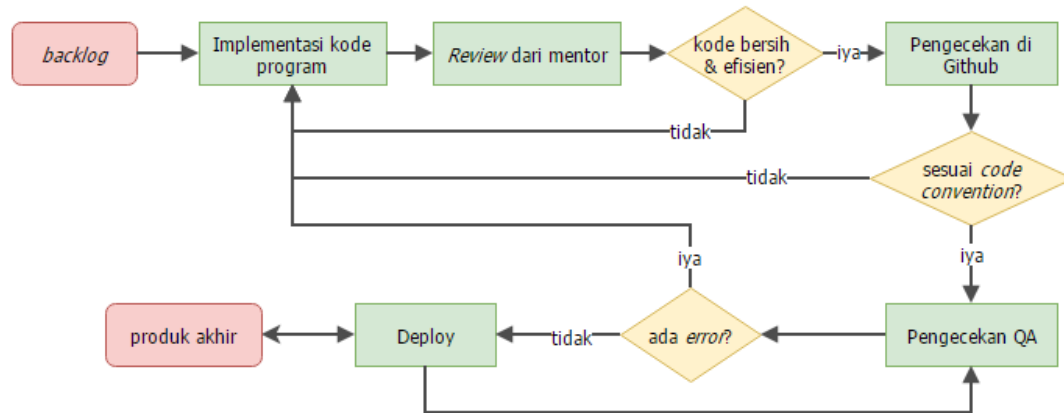 backlog
Implementasi kode
program
Review dari mentor
kode bersih
& efisien?
iya
Pengecekan di
Github
tidak
sesuai code
convention?
tidak
iya
iya
produk akhir
Deploy
tidak
ada error?
Pengecekan QA